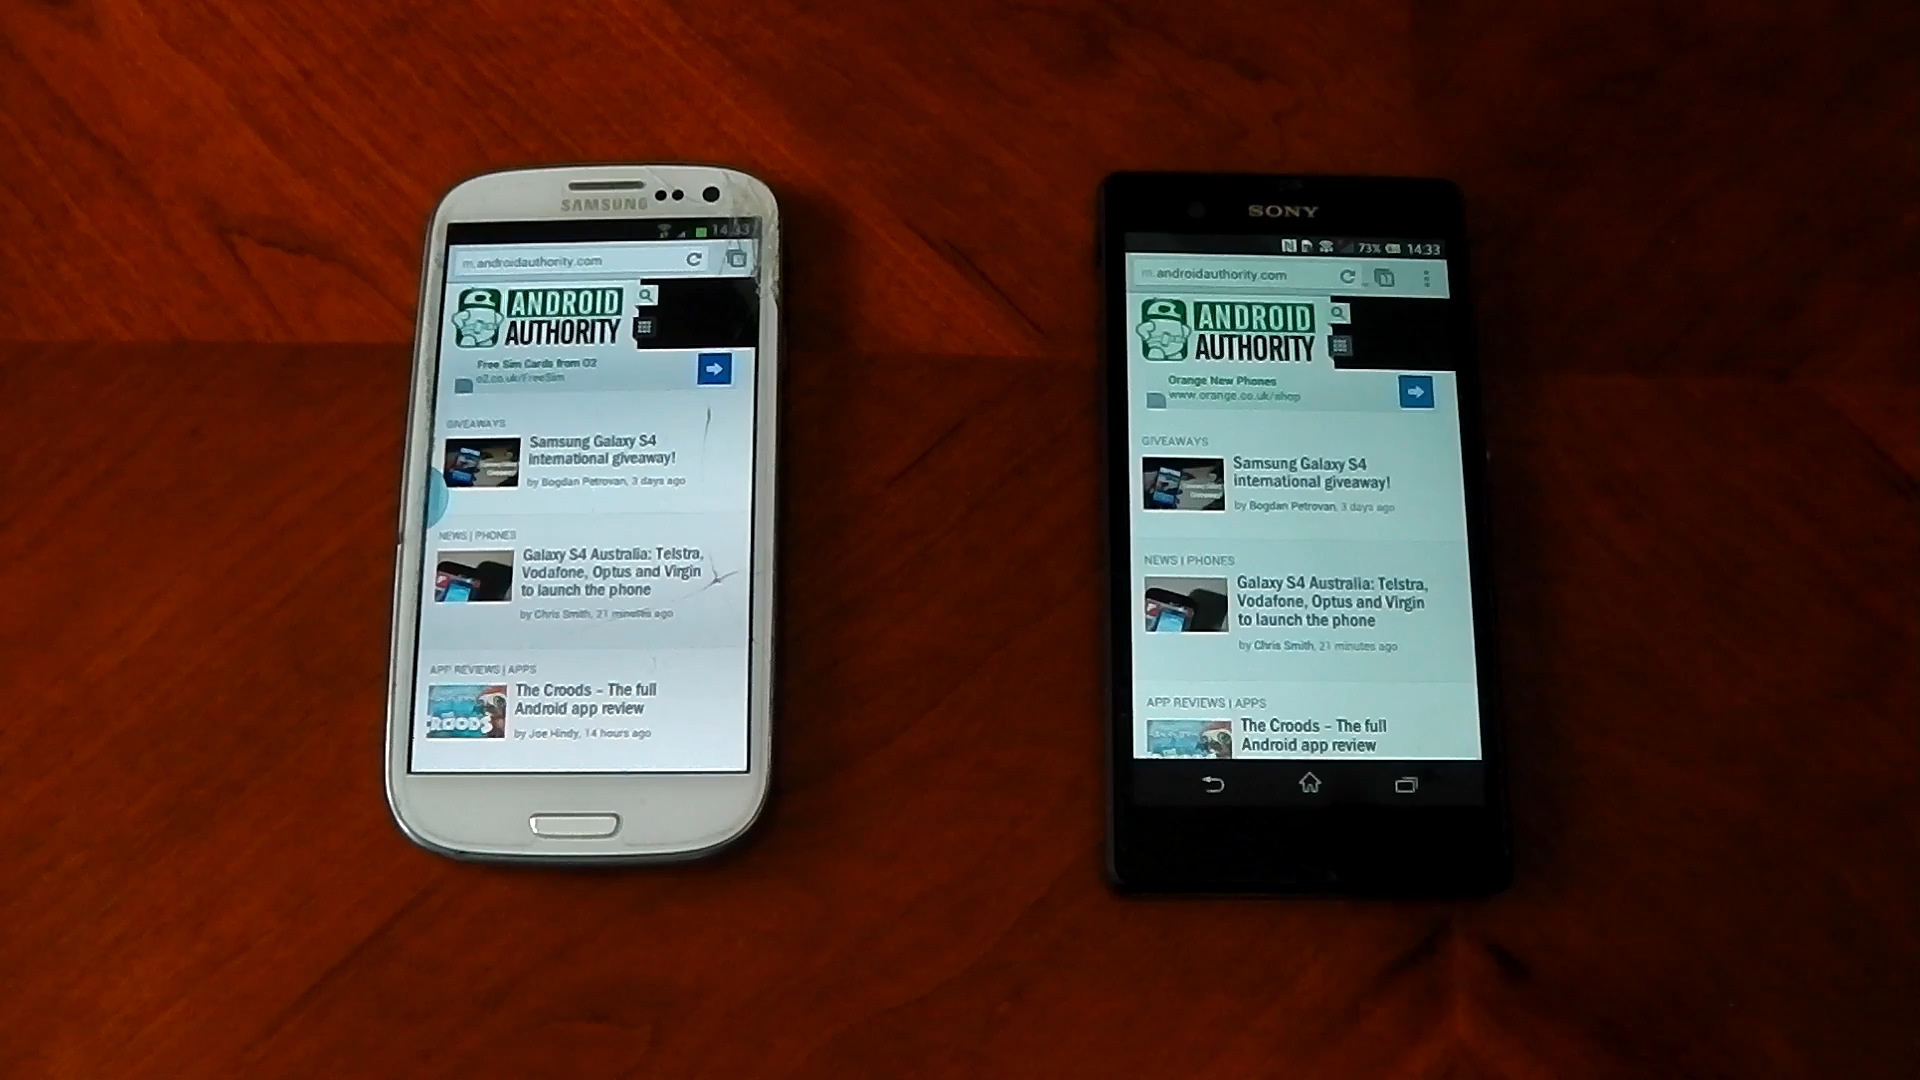 SAMSUNG
14:33
m.androidauthority.com
ANDROID
AUTHORITY
Free Sim Cards from O2
o2.co.uk/FreeSim
GIVEAWAYS
Samsung Galaxy S4
international giveaway!
by Bogdan Petrovan, 3 days ago
NEWS | PHONES
Galaxy S4 Australia: Telstra,
Vodafone, Optus and Virgin
to launch the phone
by Chris Smith, 21 minutes ago
APP REVIEWS | APPS
The Croods – The full
Android app review
by Joe Hindy, 14 hours ago
SONY
73% 14:33
m.androidauthority.com
1
ANDROID
AUTHORITY
Orange New Phones
www.orange.co.uk/shop
GIVEAWAYS
Samsung Galaxy S4
international giveaway!
by Bogdan Petrovan, 3 days ago
NEWS | PHONES
Galaxy S4 Australia: Telstra,
Vodafone, Optus and Virgin
to launch the phone
by Chris Smith, 21 minutes ago
APP REVIEWS | APPS
The Croods – The full
Android app review